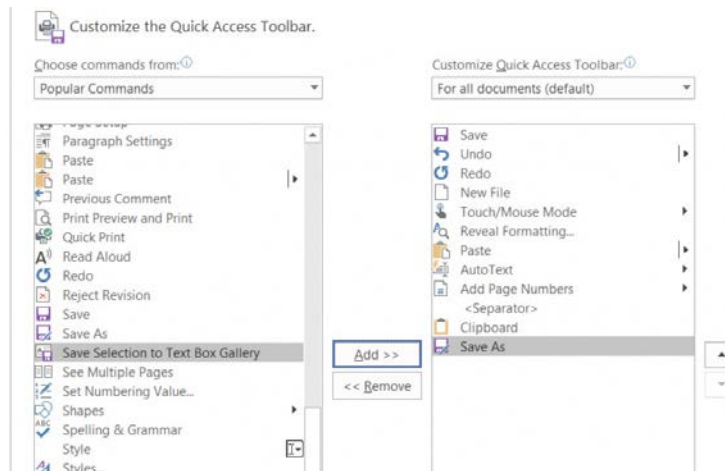 Customize the Quick Access Toolbar.
Choose commands from:
Popular Commands
Page Setup
Paragraph Settings
Paste
Paste
Previous Comment
Print Preview and Print
Quick Print
Read Aloud
Redo
Reject Revision
Save
Save As
Save Selection to Text Box Gallery
See Multiple Pages
Set Numbering Value...
Shapes
Spelling & Grammar
Style
Styles...
Add >>
<< Remove
Customize Quick Access Toolbar:
For all documents (default)
Save
Undo
Redo
New File
Touch/Mouse Mode
Reveal Formatting...
Paste
AutoText
Add Page Numbers
<Separator>
Clipboard
Save As